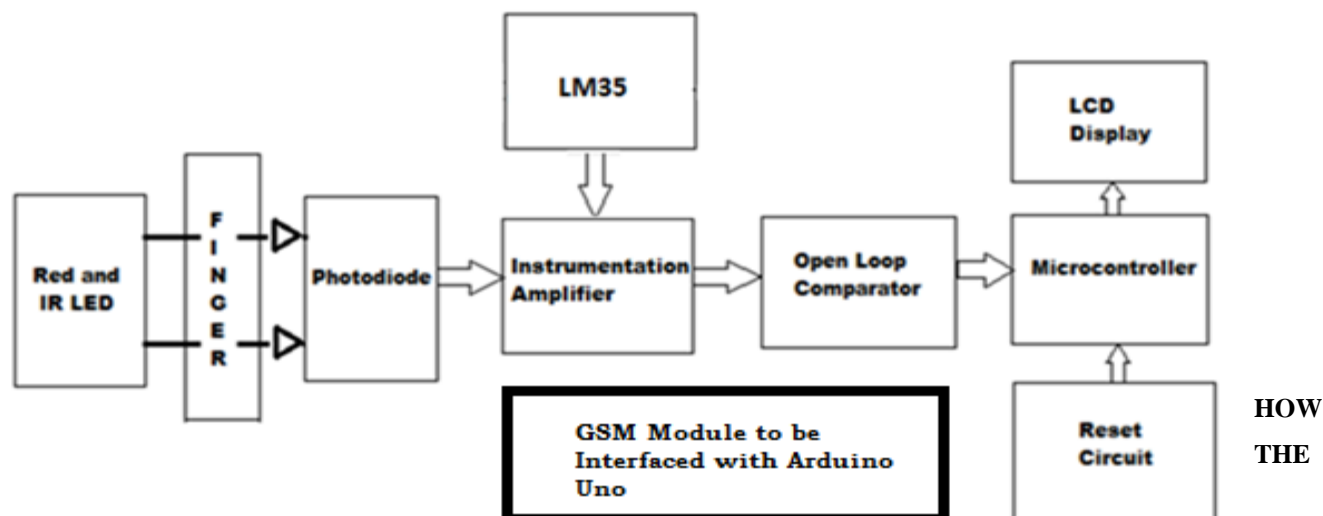 LM35
LCD
Display
F
I
N
G
E
R
Red and
IR LED
Photodiode
Instrumentation
Amplifier
Open Loop
Comparator
Microcontroller
GSM Module to be
Interfaced with Arduino
Uno
Reset
Circuit
HOW
THE